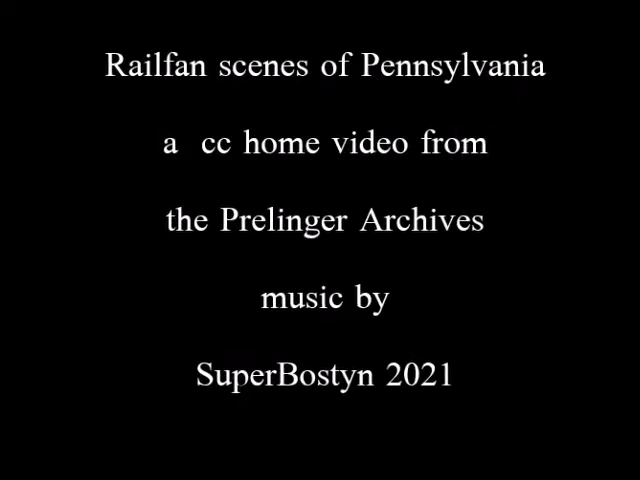 Railfan scenes of Pennsylvania
a cc home video from
the Prelinger Archives
music by
SuperBostyn 2021